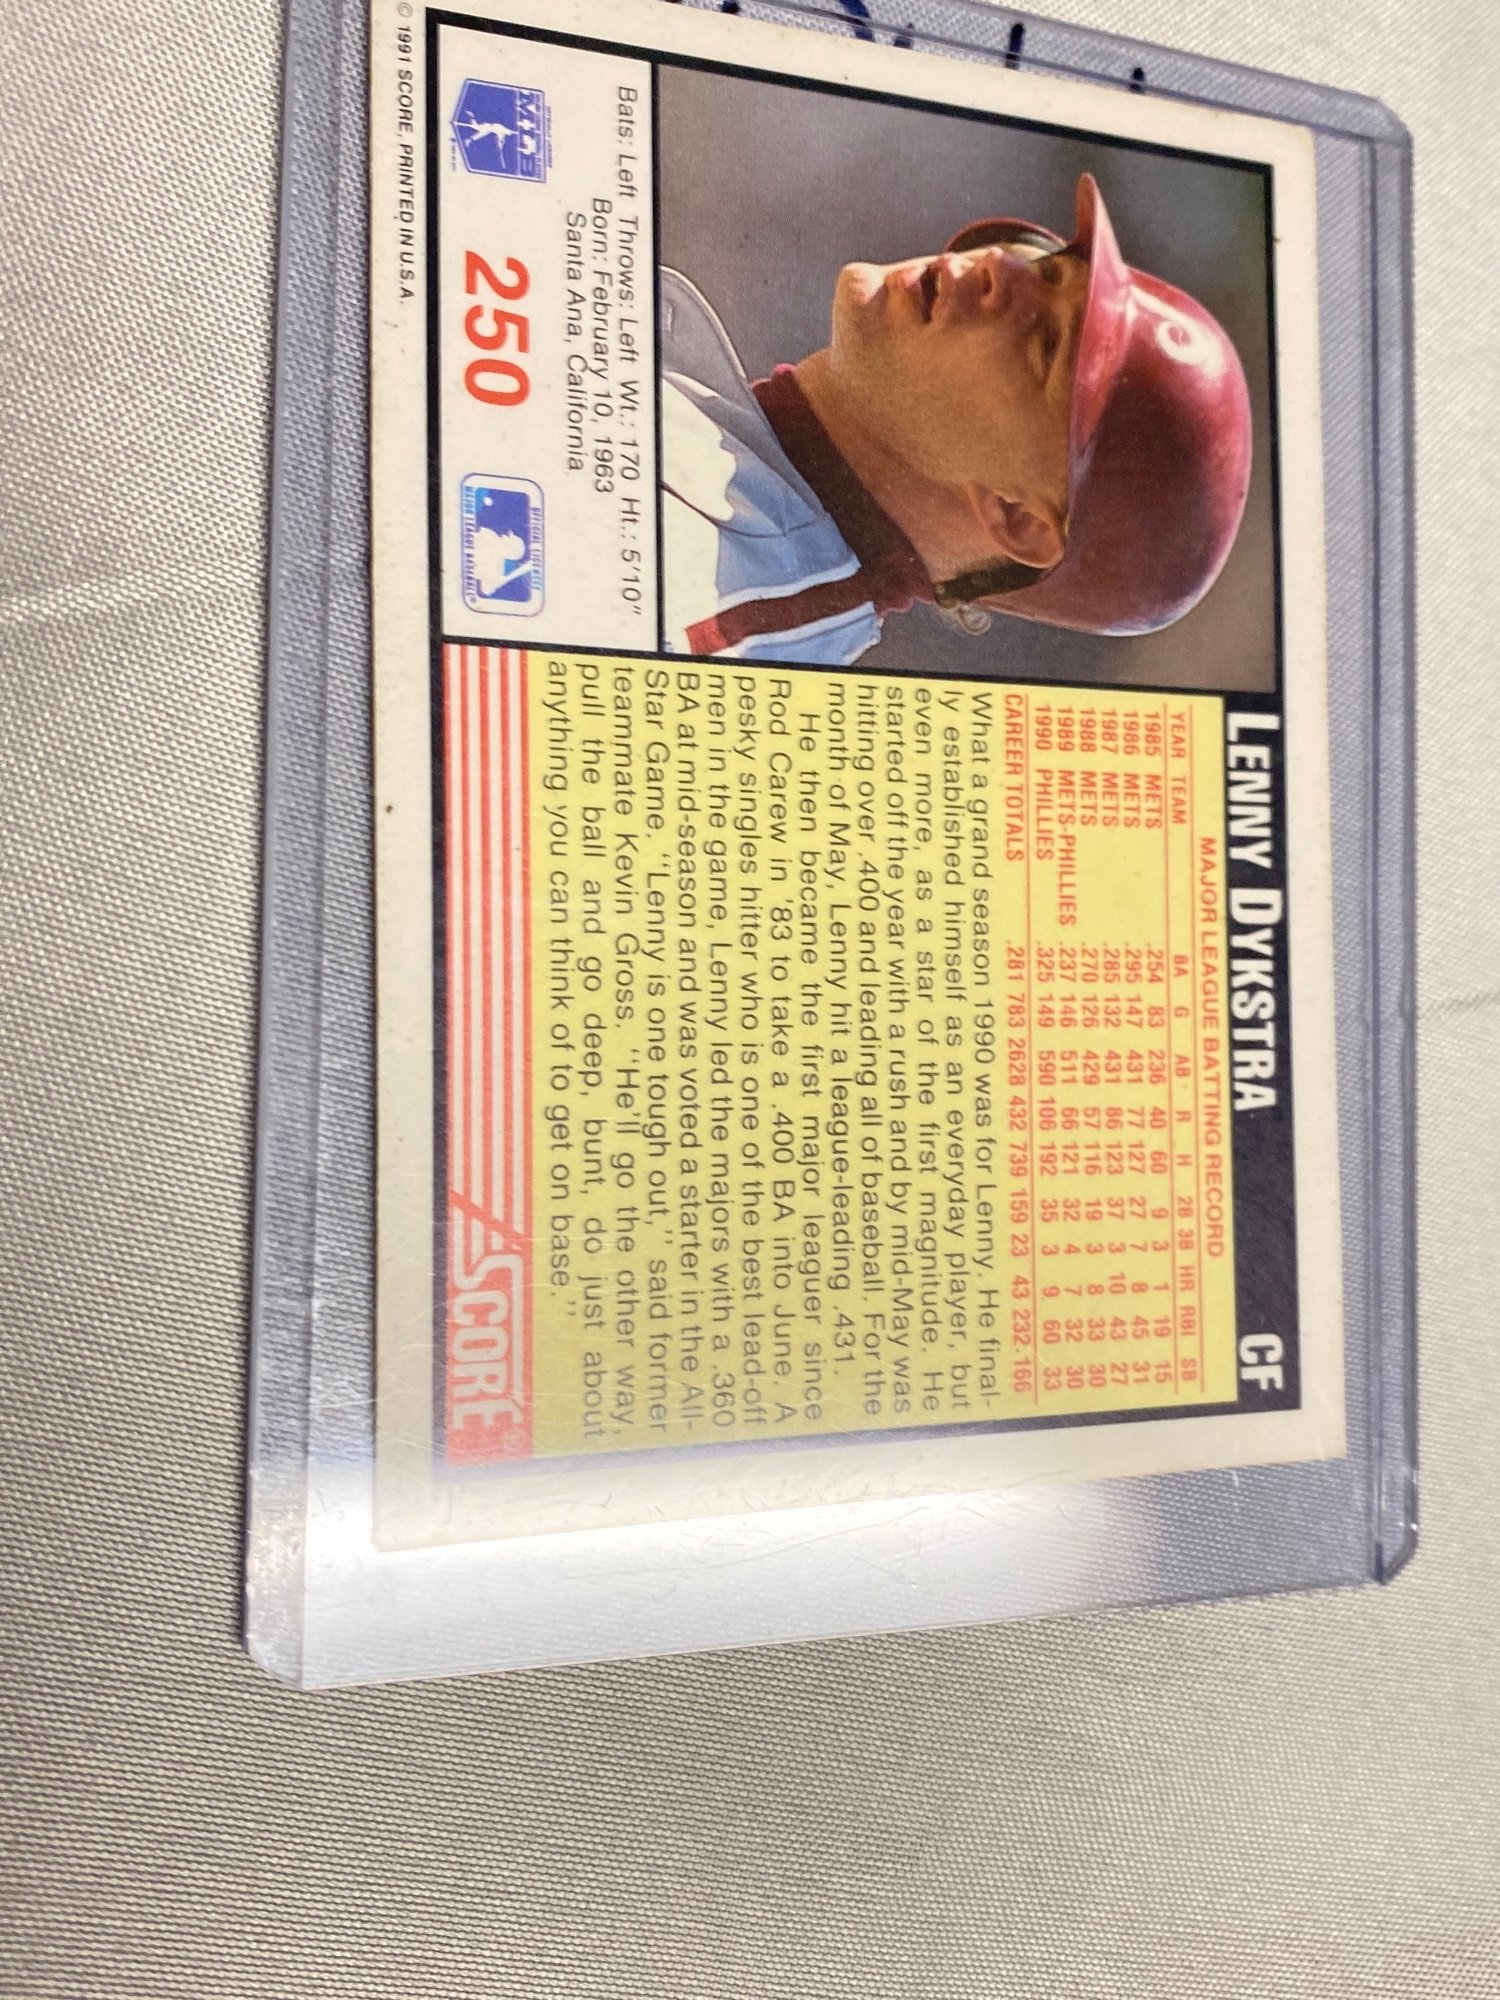 LENNY DYKSTRA CF
MAJOR LEAGUE BATTING RECORD
YEAR TEAM BA G AB R H 2B 3B HR RBI SB
1985 METS .254 83 236 40 60 9 3 1 19 15
1986 METS .295 147 431 77 127 27 7 8 45 31
1987 METS .285 132 431 86 123 37 3 10 43 27
1988 METS .270 126 429 57 116 19 3 8 33 30
1989 METS-PHILLIES .237 146 511 66 121 32 4 7 32 30
1990 PHILLIES .325 149 590 106 192 35 3 9 60 33
CAREER TOTALS .281 783 2628 432 739 159 23 43 232 166
What a grand season 1990 was for Lenny. He final-
ly established himself as an everyday player, but
even more, as a star of the first magnitude. He
started off the year with a rush and by mid-May was
hitting over .400 and leading all of baseball. For the
month of May, Lenny hit a league-leading .431.
He then became the first major leaguer since
Rod Carew in '83 to take a .400 BA into June. A
pesky singles hitter who is one of the best lead-off
men in the game, Lenny led the majors with a .360
BA at mid-season and was voted a starter in the All-
Star Game. "Lenny is one tough out," said former
teammate Kevin Gross. "He'll go the other way,
pull the ball and go deep, bunt, do just about
anything you can think of to get on base."
SCORE®
Bats: Left Throws: Left Wt.: 170 Ht.: 5'10"
Born: February 10, 1963
Santa Ana, California
250
OFFICIAL LICENSEE
MAJOR LEAGUE BASEBALL®
© 1991 SCORE, PRINTED IN U.S.A.